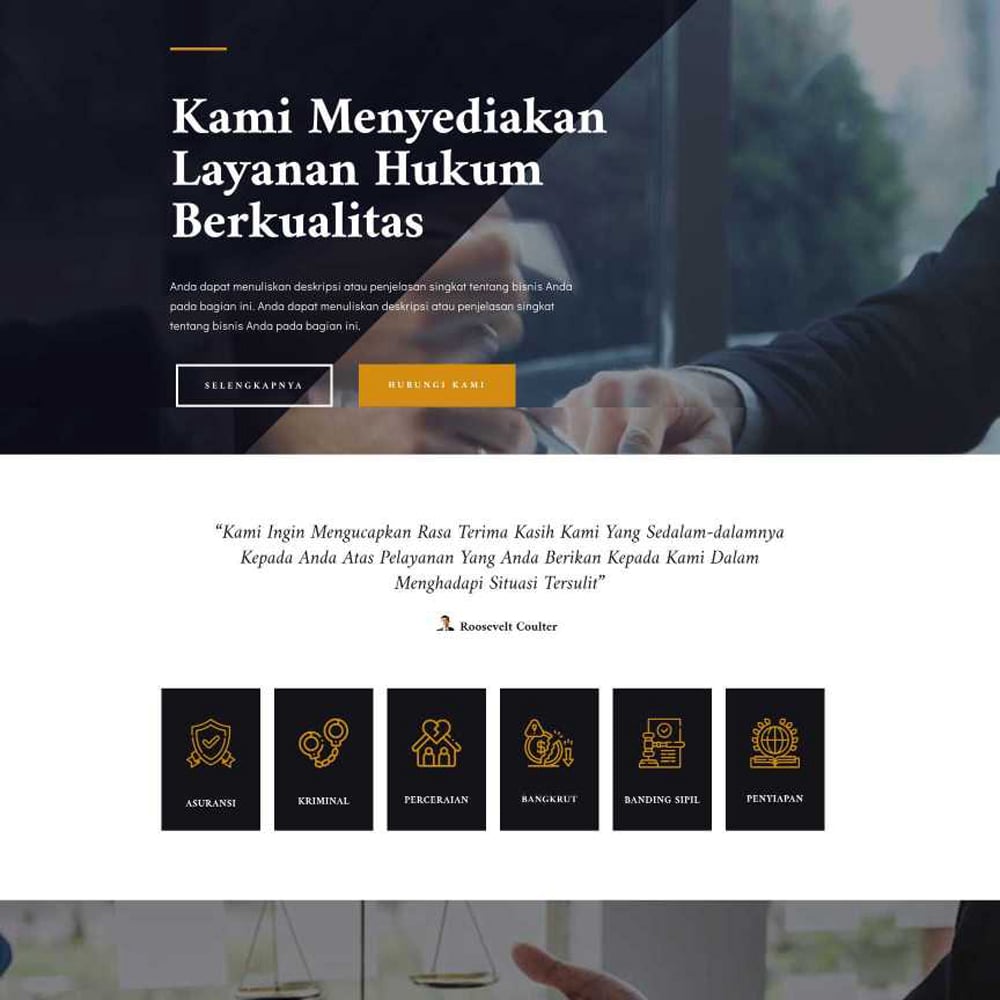 Kami Menyediakan
Layanan Hukum
Berkualitas
Anda dapat menuliskan deskripsi atau penjelasan singkat tentang bisnis Anda
pada bagian ini. Anda dapat menuliskan deskripsi atau penjelasan singkat
tentang bisnis Anda pada bagian ini.
SELENGKAPNYA
HUBUNGI KAMI
“Kami Ingin Mengucapkan Rasa Terima Kasih Kami Yang Sedalam-dalamnya
Kepada Anda Atas Pelayanan Yang Anda Berikan Kepada Kami Dalam
Menghadapi Situasi Tersulit”
Roosevelt Coulter
ASURANSI
KRIMINAL
PERCERAIAN
BANGKRUT
BANDING SIPIL
PENYIAPAN